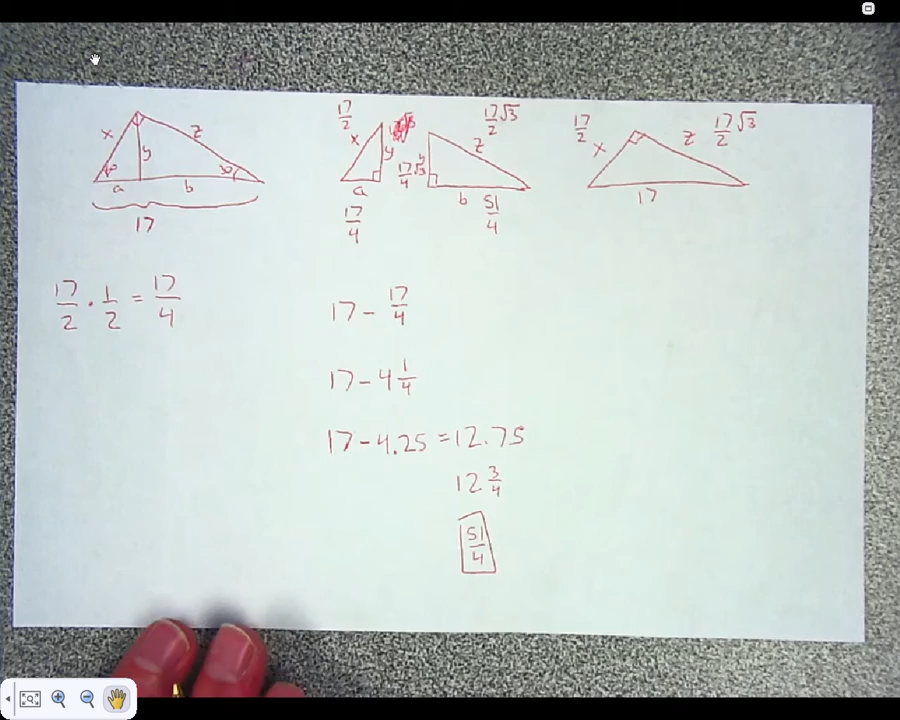 x y z
60 30
a b
17
17/2 x y a 17/4
17/4 √3 y z 17/2 √3 b 51/4
17/2 x z 17/2 √3 17
17/2 · 1/2 = 17/4
17 - 17/4
17 - 4 1/4
17 - 4.25 = 12.75
12 3/4
51/4